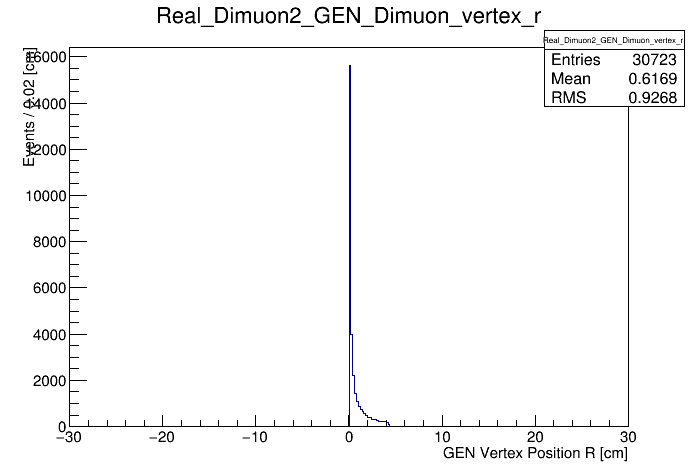 Real_Dimuon2_GEN_Dimuon_vertex_r
Real_Dimuon2_GEN_Dimuon_vertex_r
Entries 30723
Mean 0.6169
RMS 0.9268
Events / 0.02 [cm]
16000
14000
12000
10000
8000
6000
4000
2000
0
−30 −20 −10 0 10 20 30
GEN Vertex Position R [cm]